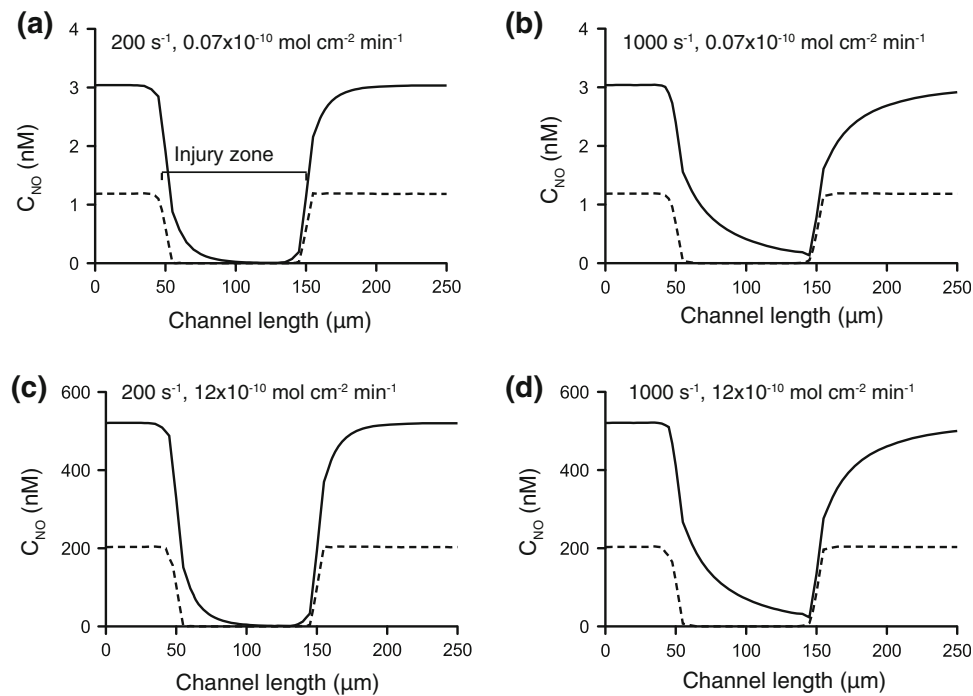 (a)
200 s⁻¹, 0.07x10⁻¹⁰ mol cm⁻² min⁻¹
4
3
2
1
0
C_NO (nM)
Injury zone
0 50 100 150 200 250
Channel length (µm)
(b)
1000 s⁻¹, 0.07x10⁻¹⁰ mol cm⁻² min⁻¹
4
3
2
1
0
C_NO (nM)
0 50 100 150 200 250
Channel length (µm)
(c)
200 s⁻¹, 12x10⁻¹⁰ mol cm⁻² min⁻¹
600
400
200
0
C_NO (nM)
0 50 100 150 200 250
Channel length (µm)
(d)
1000 s⁻¹, 12x10⁻¹⁰ mol cm⁻² min⁻¹
600
400
200
0
C_NO (nM)
0 50 100 150 200 250
Channel length (µm)